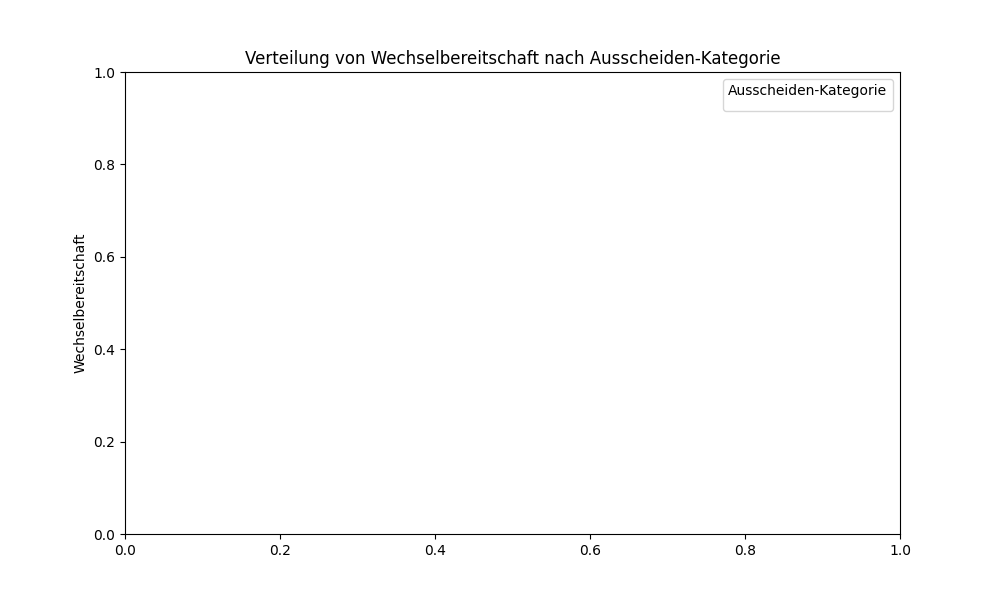 Verteilung von Wechselbereitschaft nach Ausscheiden-Kategorie
Ausscheiden-Kategorie
Wechselbereitschaft
1.0
0.8
0.6
0.4
0.2
0.0
0.0 0.2 0.4 0.6 0.8 1.0